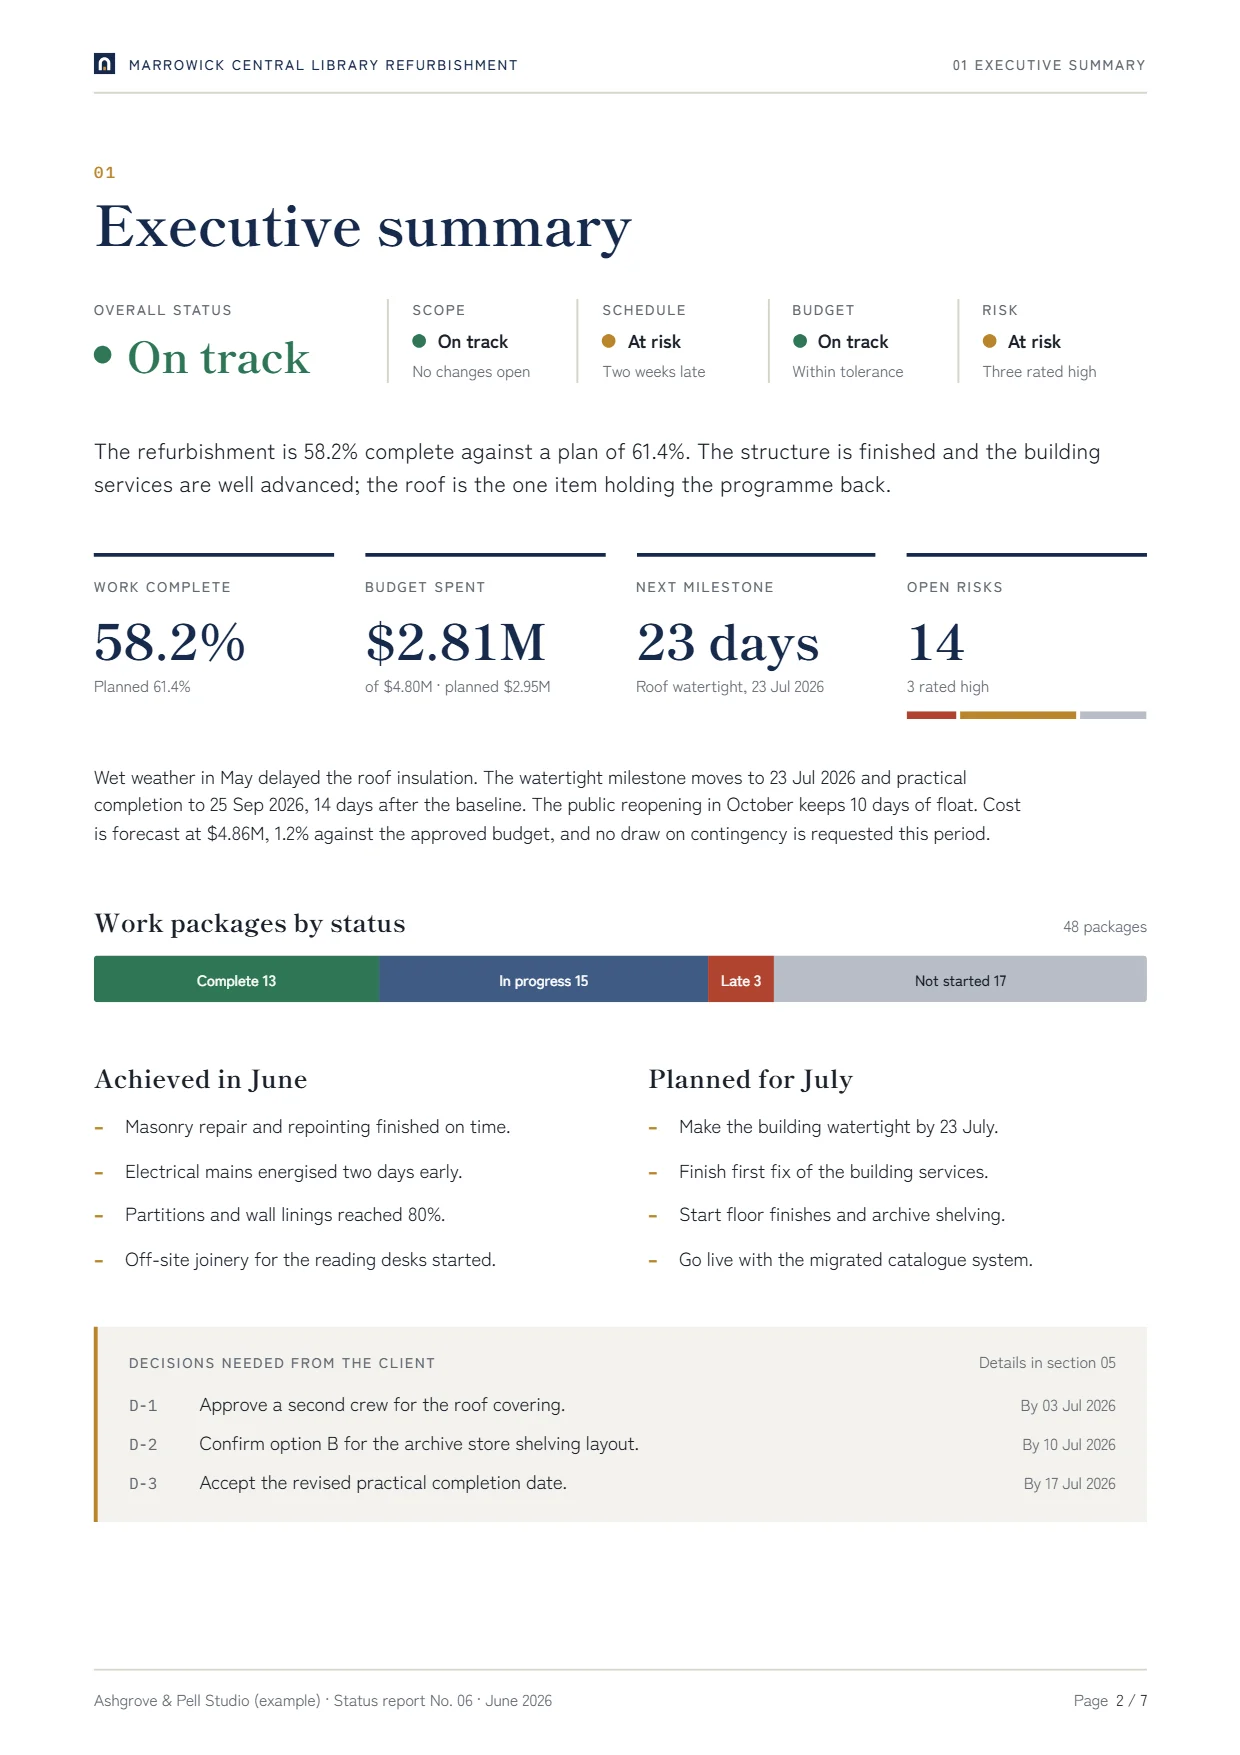 MARROWICK CENTRAL LIBRARY REFURBISHMENT
01 EXECUTIVE SUMMARY
01
Executive summary
OVERALL STATUS
On track
SCOPE
On track
No changes open
SCHEDULE
At risk
Two weeks late
BUDGET
On track
Within tolerance
RISK
At risk
Three rated high
The refurbishment is 58.2% complete against a plan of 61.4%. The structure is finished and the building
services are well advanced; the roof is the one item holding the programme back.
WORK COMPLETE
58.2%
Planned 61.4%
BUDGET SPENT
$2.81M
of $4.80M · planned $2.95M
NEXT MILESTONE
23 days
Roof watertight, 23 Jul 2026
OPEN RISKS
14
3 rated high
Wet weather in May delayed the roof insulation. The watertight milestone moves to 23 Jul 2026 and practical
completion to 25 Sep 2026, 14 days after the baseline. The public reopening in October keeps 10 days of float. Cost
is forecast at $4.86M, 1.2% against the approved budget, and no draw on contingency is requested this period.
Work packages by status
48 packages
Complete 13
In progress 15
Late 3
Not started 17
Achieved in June
– Masonry repair and repointing finished on time.
– Electrical mains energised two days early.
– Partitions and wall linings reached 80%.
– Off-site joinery for the reading desks started.
Planned for July
– Make the building watertight by 23 July.
– Finish first fix of the building services.
– Start floor finishes and archive shelving.
– Go live with the migrated catalogue system.
DECISIONS NEEDED FROM THE CLIENT
Details in section 05
D-1 Approve a second crew for the roof covering. By 03 Jul 2026
D-2 Confirm option B for the archive store shelving layout. By 10 Jul 2026
D-3 Accept the revised practical completion date. By 17 Jul 2026
Ashgrove & Pell Studio (example) · Status report No. 06 · June 2026
Page 2 / 7